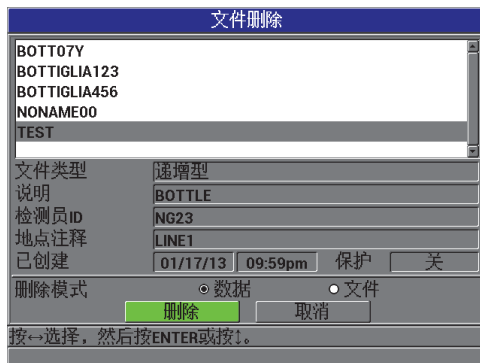 文件删除
BOTT07Y
BOTTIGLIA123
BOTTIGLIA456
NONAME00
TEST
文件类型 递增型
说明 BOTTLE
检测员ID NG23
地点注释 LINE1
已创建 01/17/13 09:59pm 保护 关
删除模式 数据 文件
删除 取消
按↔选择，然后按ENTER或按↕。